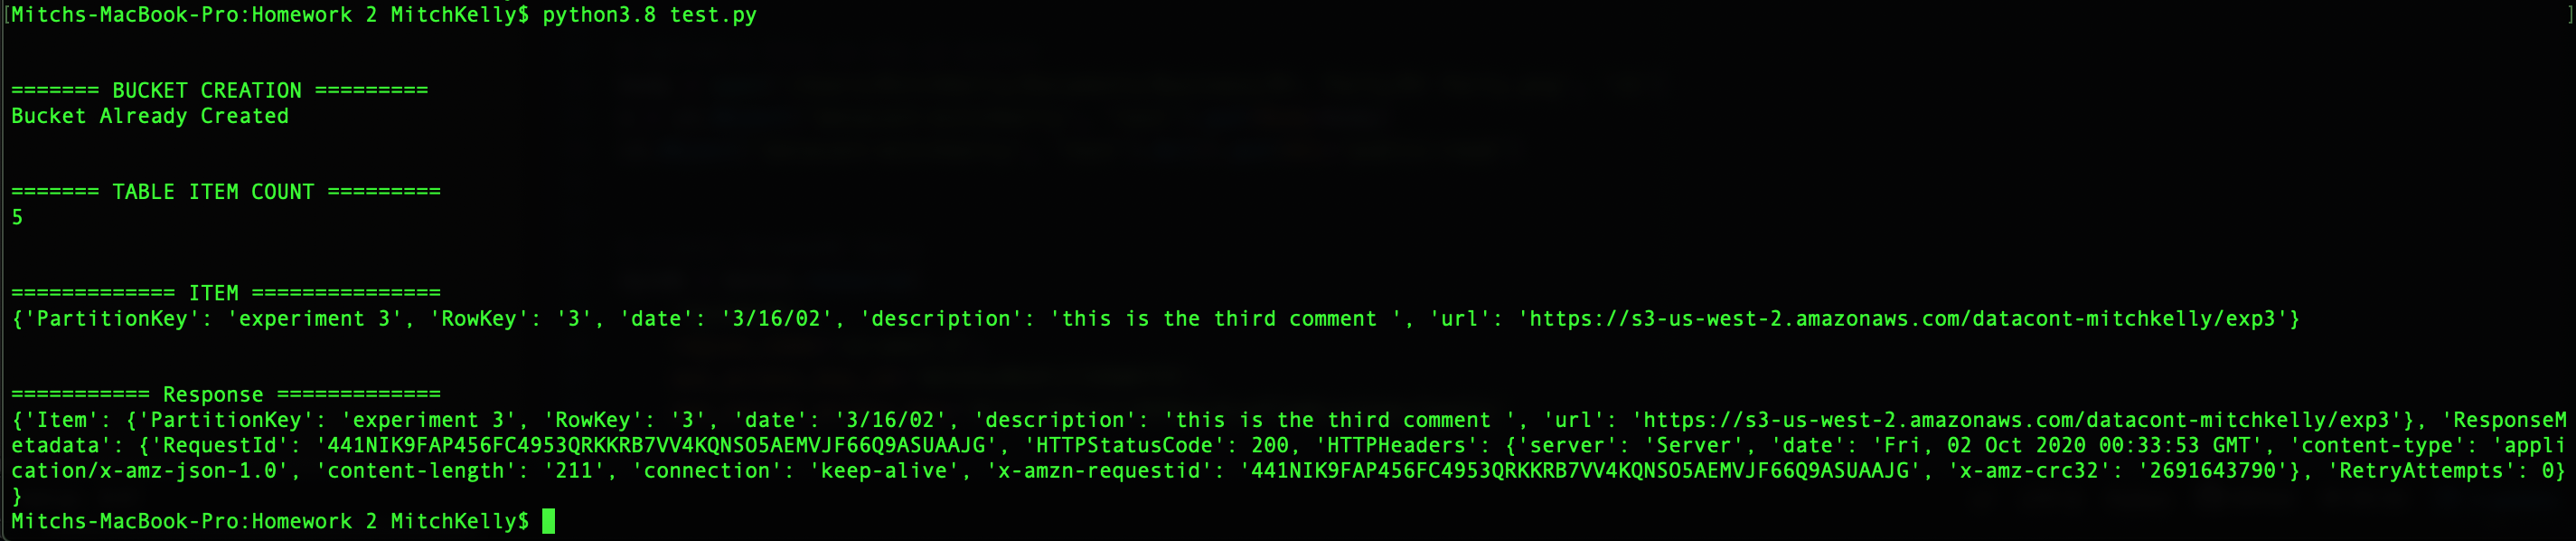 [Mitchs-MacBook-Pro:Homework 2 MitchKelly$ python3.8 test.py ]
======= BUCKET CREATION =========
Bucket Already Created
======= TABLE ITEM COUNT =========
5
============= ITEM ===============
{'PartitionKey': 'experiment 3', 'RowKey': '3', 'date': '3/16/02', 'description': 'this is the third comment ', 'url': 'https://s3-us-west-2.amazonaws.com/datacont-mitchkelly/exp3'}
=========== Response =============
{'Item': {'PartitionKey': 'experiment 3', 'RowKey': '3', 'date': '3/16/02', 'description': 'this is the third comment ', 'url': 'https://s3-us-west-2.amazonaws.com/datacont-mitchkelly/exp3'}, 'ResponseM
etadata': {'RequestId': '441NIK9FAP456FC4953QRKKRB7VV4KQNSO5AEMVJF66Q9ASUAAJG', 'HTTPStatusCode': 200, 'HTTPHeaders': {'server': 'Server', 'date': 'Fri, 02 Oct 2020 00:33:53 GMT', 'content-type': 'appli
cation/x-amz-json-1.0', 'content-length': '211', 'connection': 'keep-alive', 'x-amzn-requestid': '441NIK9FAP456FC4953QRKKRB7VV4KQNSO5AEMVJF66Q9ASUAAJG', 'x-amz-crc32': '2691643790'}, 'RetryAttempts': 0}
}
Mitchs-MacBook-Pro:Homework 2 MitchKelly$